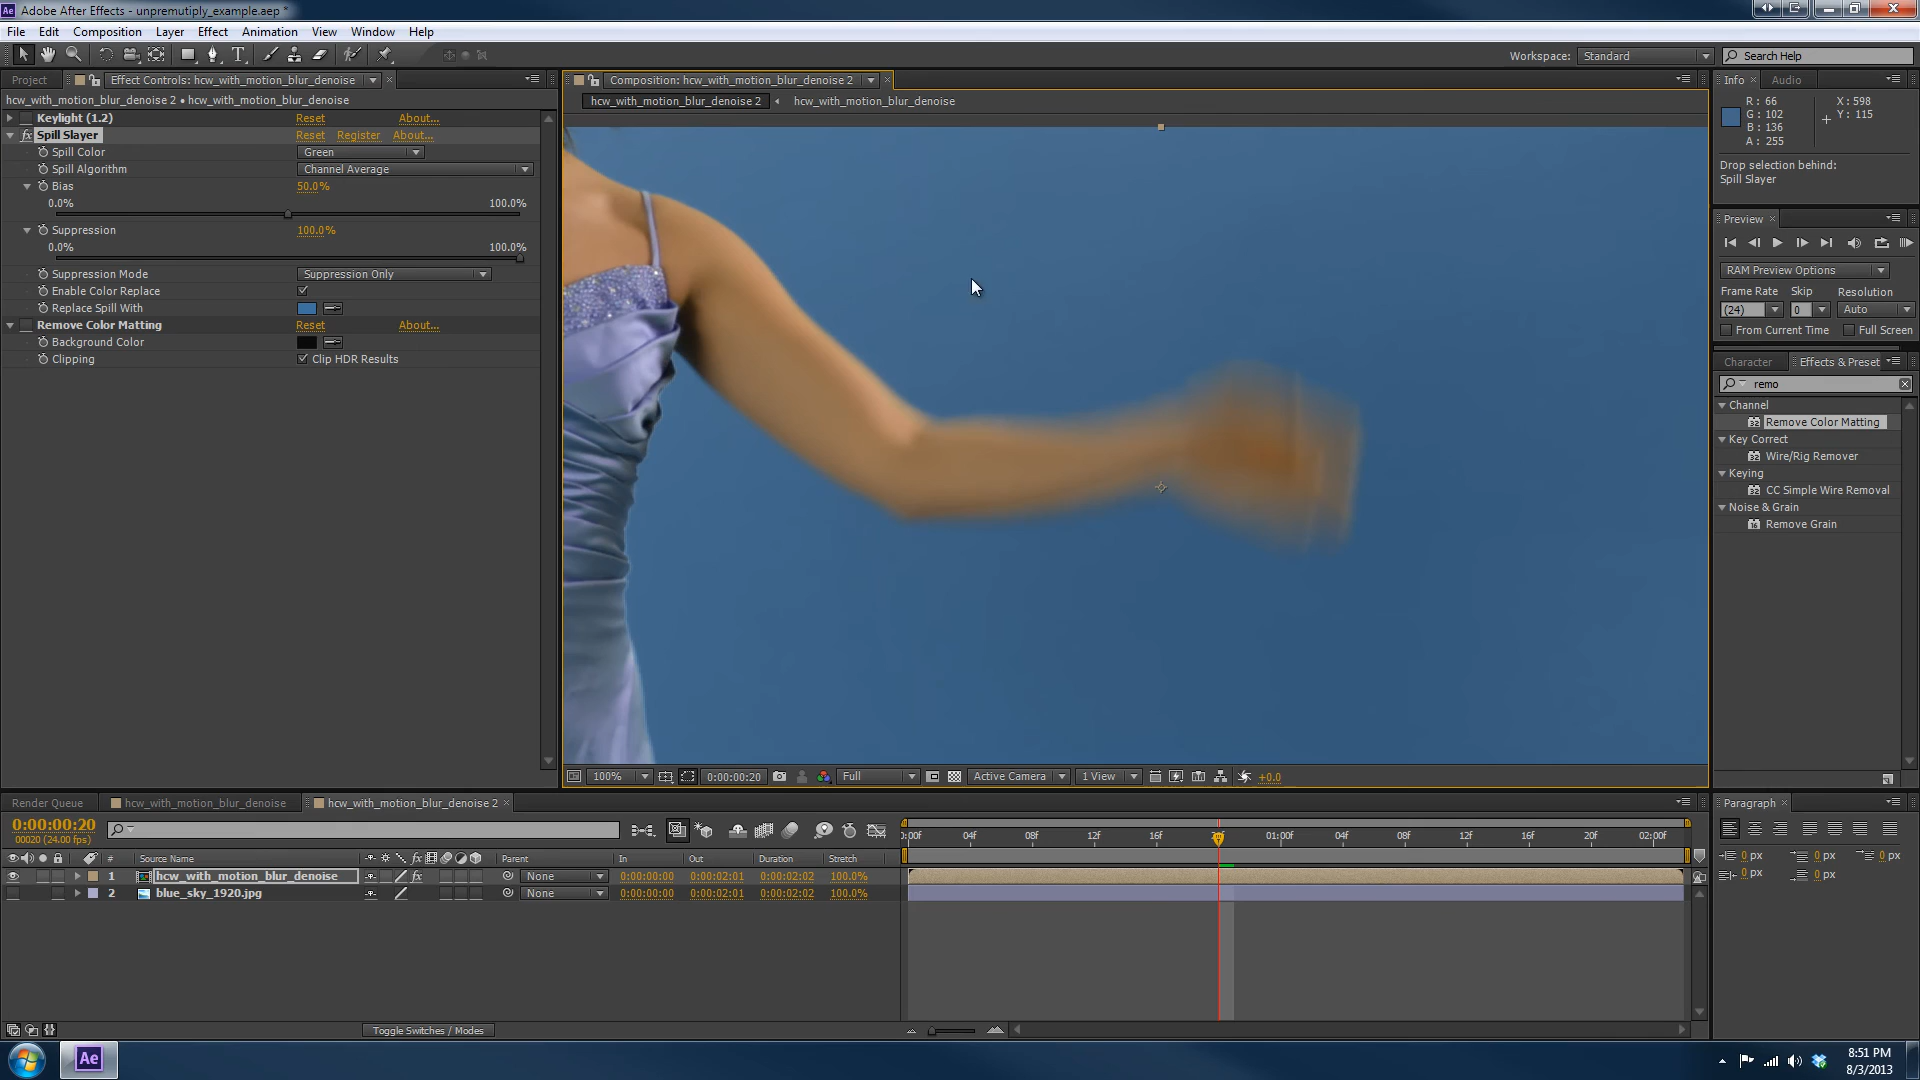 Adobe After Effects - unpremutiply_example.aep *
File Edit Composition Layer Effect Animation View Window Help
Workspace: Standard Search Help
Project Effect Controls: hcw_with_motion_blur_denoise
hcw_with_motion_blur_denoise 2 • hcw_with_motion_blur_denoise
Keylight (1.2) Reset About...
fx Spill Slayer Reset Register About...
Spill Color Green
Spill Algorithm Channel Average
Bias 50.0%
0.0% 100.0%
Suppression 100.0%
0.0% 100.0%
Suppression Mode Suppression Only
Enable Color Replace
Replace Spill With
Remove Color Matting Reset About...
Background Color
Clipping Clip HDR Results
Composition: hcw_with_motion_blur_denoise 2
hcw_with_motion_blur_denoise 2 hcw_with_motion_blur_denoise
100% 0:00:00:20 Full Active Camera 1 View +0.0
Info Audio
R: 66 X: 598
G: 102 Y: 115
B: 136
A: 255
Drop selection behind:
Spill Slayer
Preview
RAM Preview Options
Frame Rate Skip Resolution
(24) 0 Auto
From Current Time Full Screen
Character Effects & Preset
remo
Channel
32 Remove Color Matting
Key Correct
32 Wire/Rig Remover
Keying
32 CC Simple Wire Removal
Noise & Grain
16 Remove Grain
Render Queue hcw_with_motion_blur_denoise hcw_with_motion_blur_denoise 2
0:00:00:20
00020 (24.00 fps)
# Source Name fx Parent In Out Duration Stretch
1 hcw_with_motion_blur_denoise fx None 0:00:00:00 0:00:02:01 0:00:02:02 100.0%
2 blue_sky_1920.jpg None 0:00:00:00 0:00:02:01 0:00:02:02 100.0%
0:00f 04f 08f 12f 16f 20f 01:00f 04f 08f 12f 16f 20f 02:00f
Toggle Switches / Modes
Paragraph
0 px 0 px 0 px
0 px 0 px
Ae
8:51 PM
8/3/2013